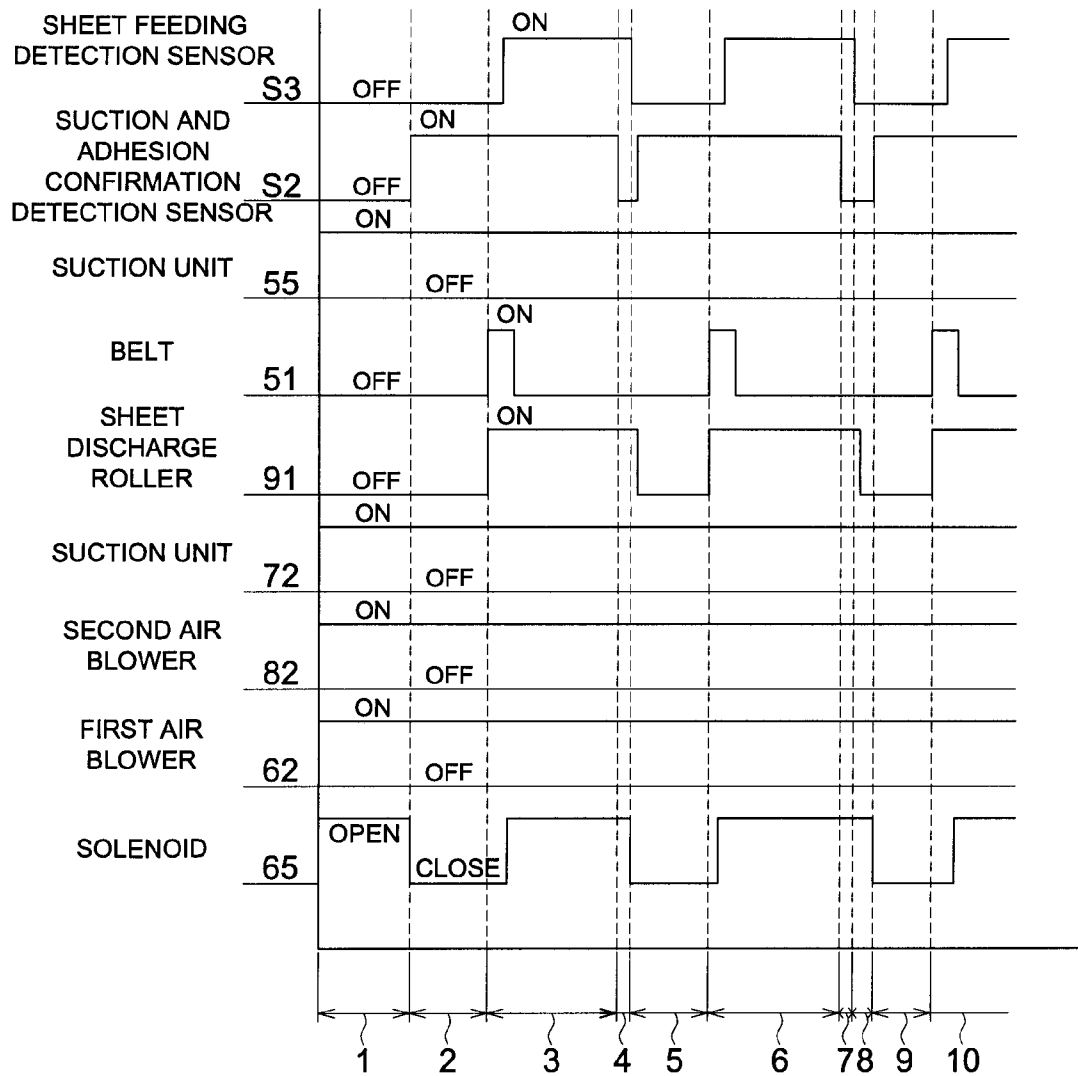 SHEET FEEDING
DETECTION SENSOR
S3
OFF
ON
SUCTION AND
ADHESION
CONFIRMATION
DETECTION SENSOR
S2
OFF
ON
SUCTION UNIT
55
ON
OFF
BELT
51
OFF
ON
SHEET
DISCHARGE
ROLLER
91
OFF
ON
SUCTION UNIT
72
ON
OFF
SECOND AIR
BLOWER
82
ON
OFF
FIRST AIR
BLOWER
62
ON
OFF
SOLENOID
65
OPEN
CLOSE
1 2 3 4 5 6 7 8 9 10